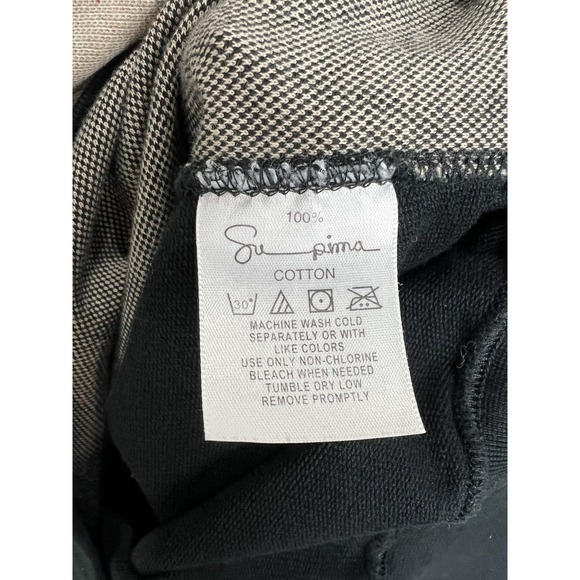 100%
Supima
COTTON
30°
MACHINE WASH COLD
SEPARATELY OR WITH
LIKE COLORS
USE ONLY NON-CHLORINE
BLEACH WHEN NEEDED
TUMBLE DRY LOW
REMOVE PROMPTLY